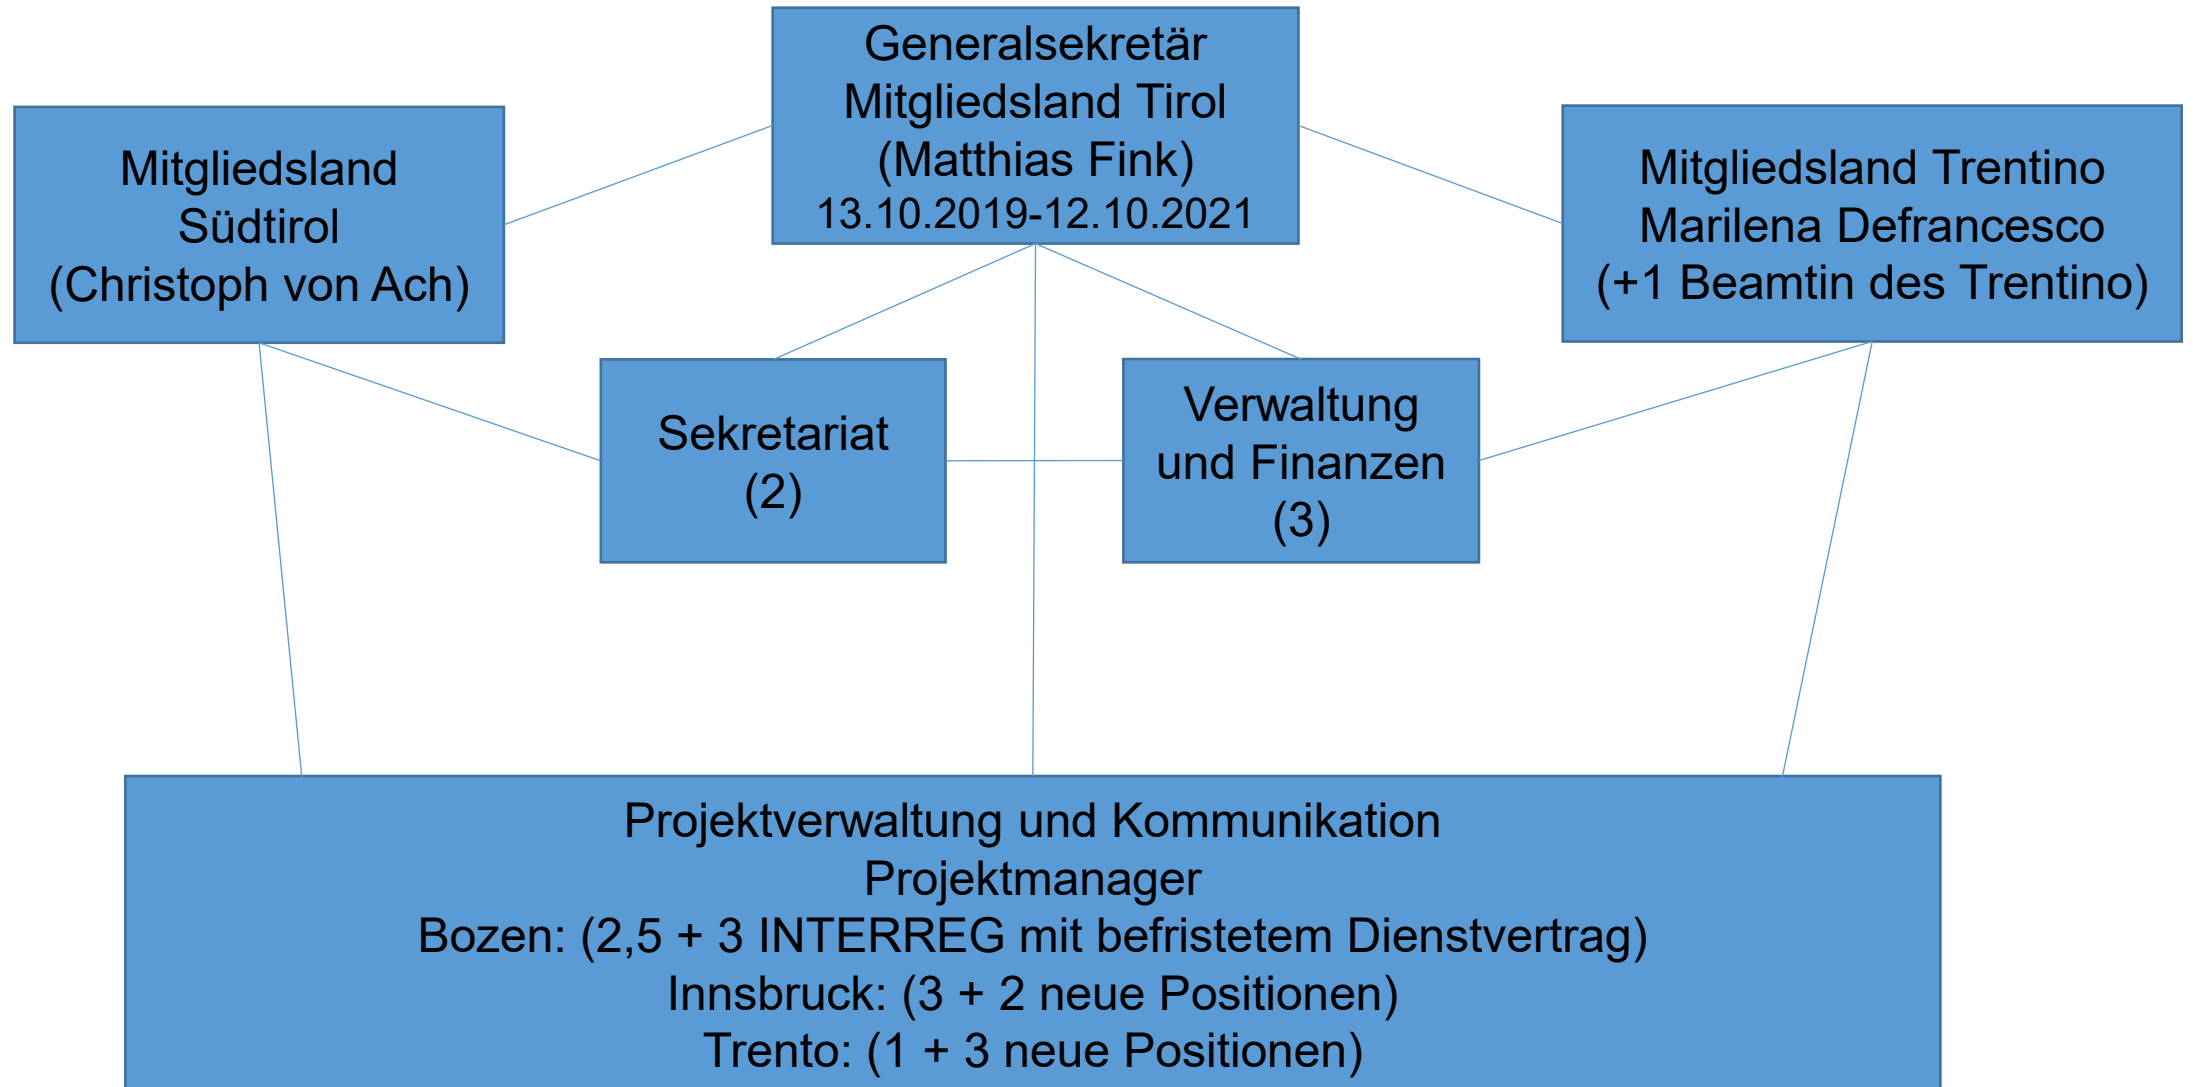 Generalsekretär
Mitgliedsland Tirol
(Matthias Fink)
13.10.2019-12.10.2021
Mitgliedsland
Südtirol
(Christoph von Ach)
Mitgliedsland Trentino
Marilena Defrancesco
(+1 Beamtin des Trentino)
Sekretariat
(2)
Verwaltung
und Finanzen
(3)
Projektverwaltung und Kommunikation
Projektmanager
Bozen: (2,5 + 3 INTERREG mit befristetem Dienstvertrag)
Innsbruck: (3 + 2 neue Positionen)
Trento: (1 + 3 neue Positionen)